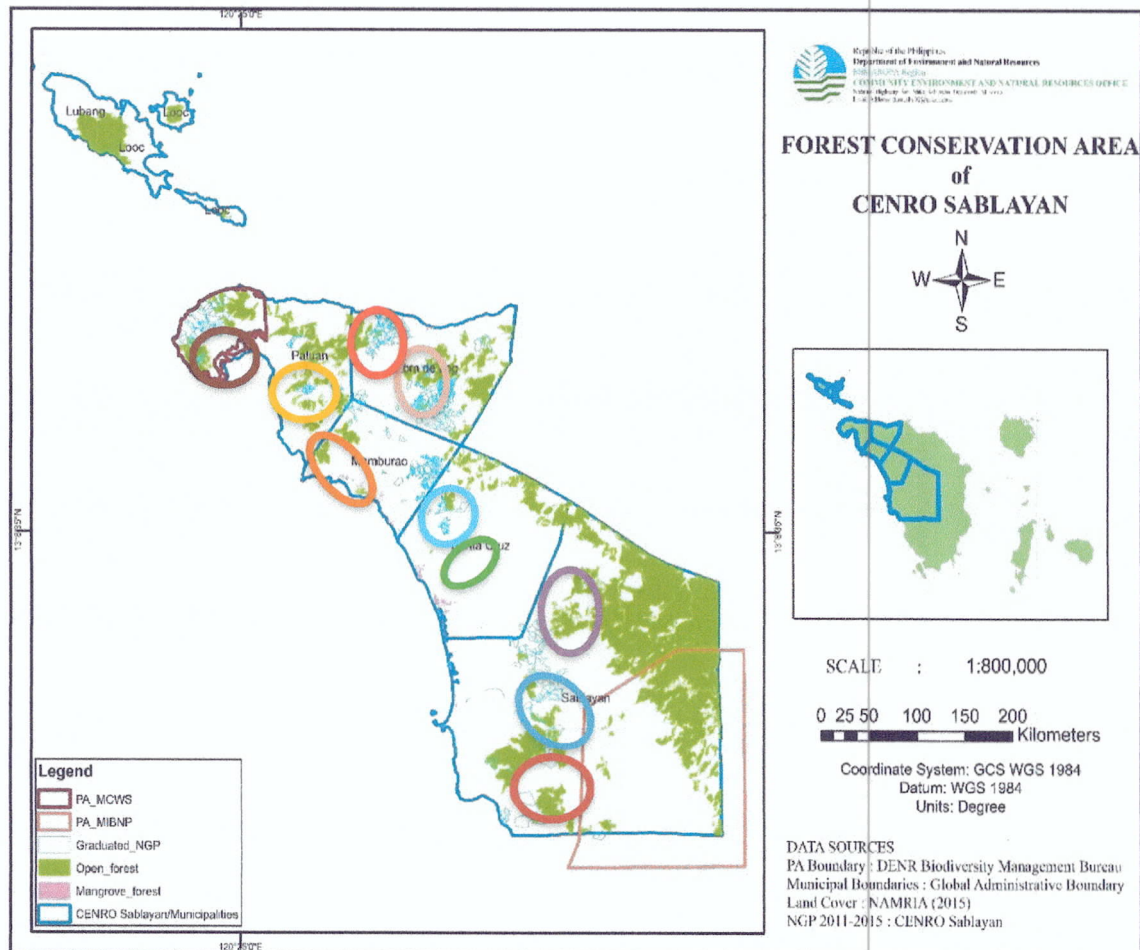 120°25'0"E
Republic of the Philippines
Department of Environment and Natural Resources
MIMAROPA Region
COMMUNITY ENVIRONMENT AND NATURAL RESOURCES OFFICE
FOREST CONSERVATION AREA
of
CENRO SABLAYAN
N
W E
S
Lubang
Looc
Looc
Looc
Paluan
Mamburao
Sablayan
SCALE : 1:800,000
0 25 50 100 150 200
Kilometers
Coordinate System: GCS WGS 1984
Datum: WGS 1984
Units: Degree
DATA SOURCES
PA Boundary : DENR Biodiversity Management Bureau
Municipal Boundaries : Global Administrative Boundary
Land Cover : NAMRIA (2015)
NGP 2011-2015 : CENRO Sablayan
Legend
PA_MCWS
PA_MIBNP
Graduated_NGP
Open_forest
Mangrove_forest
CENRO Sablayan/Municipalities